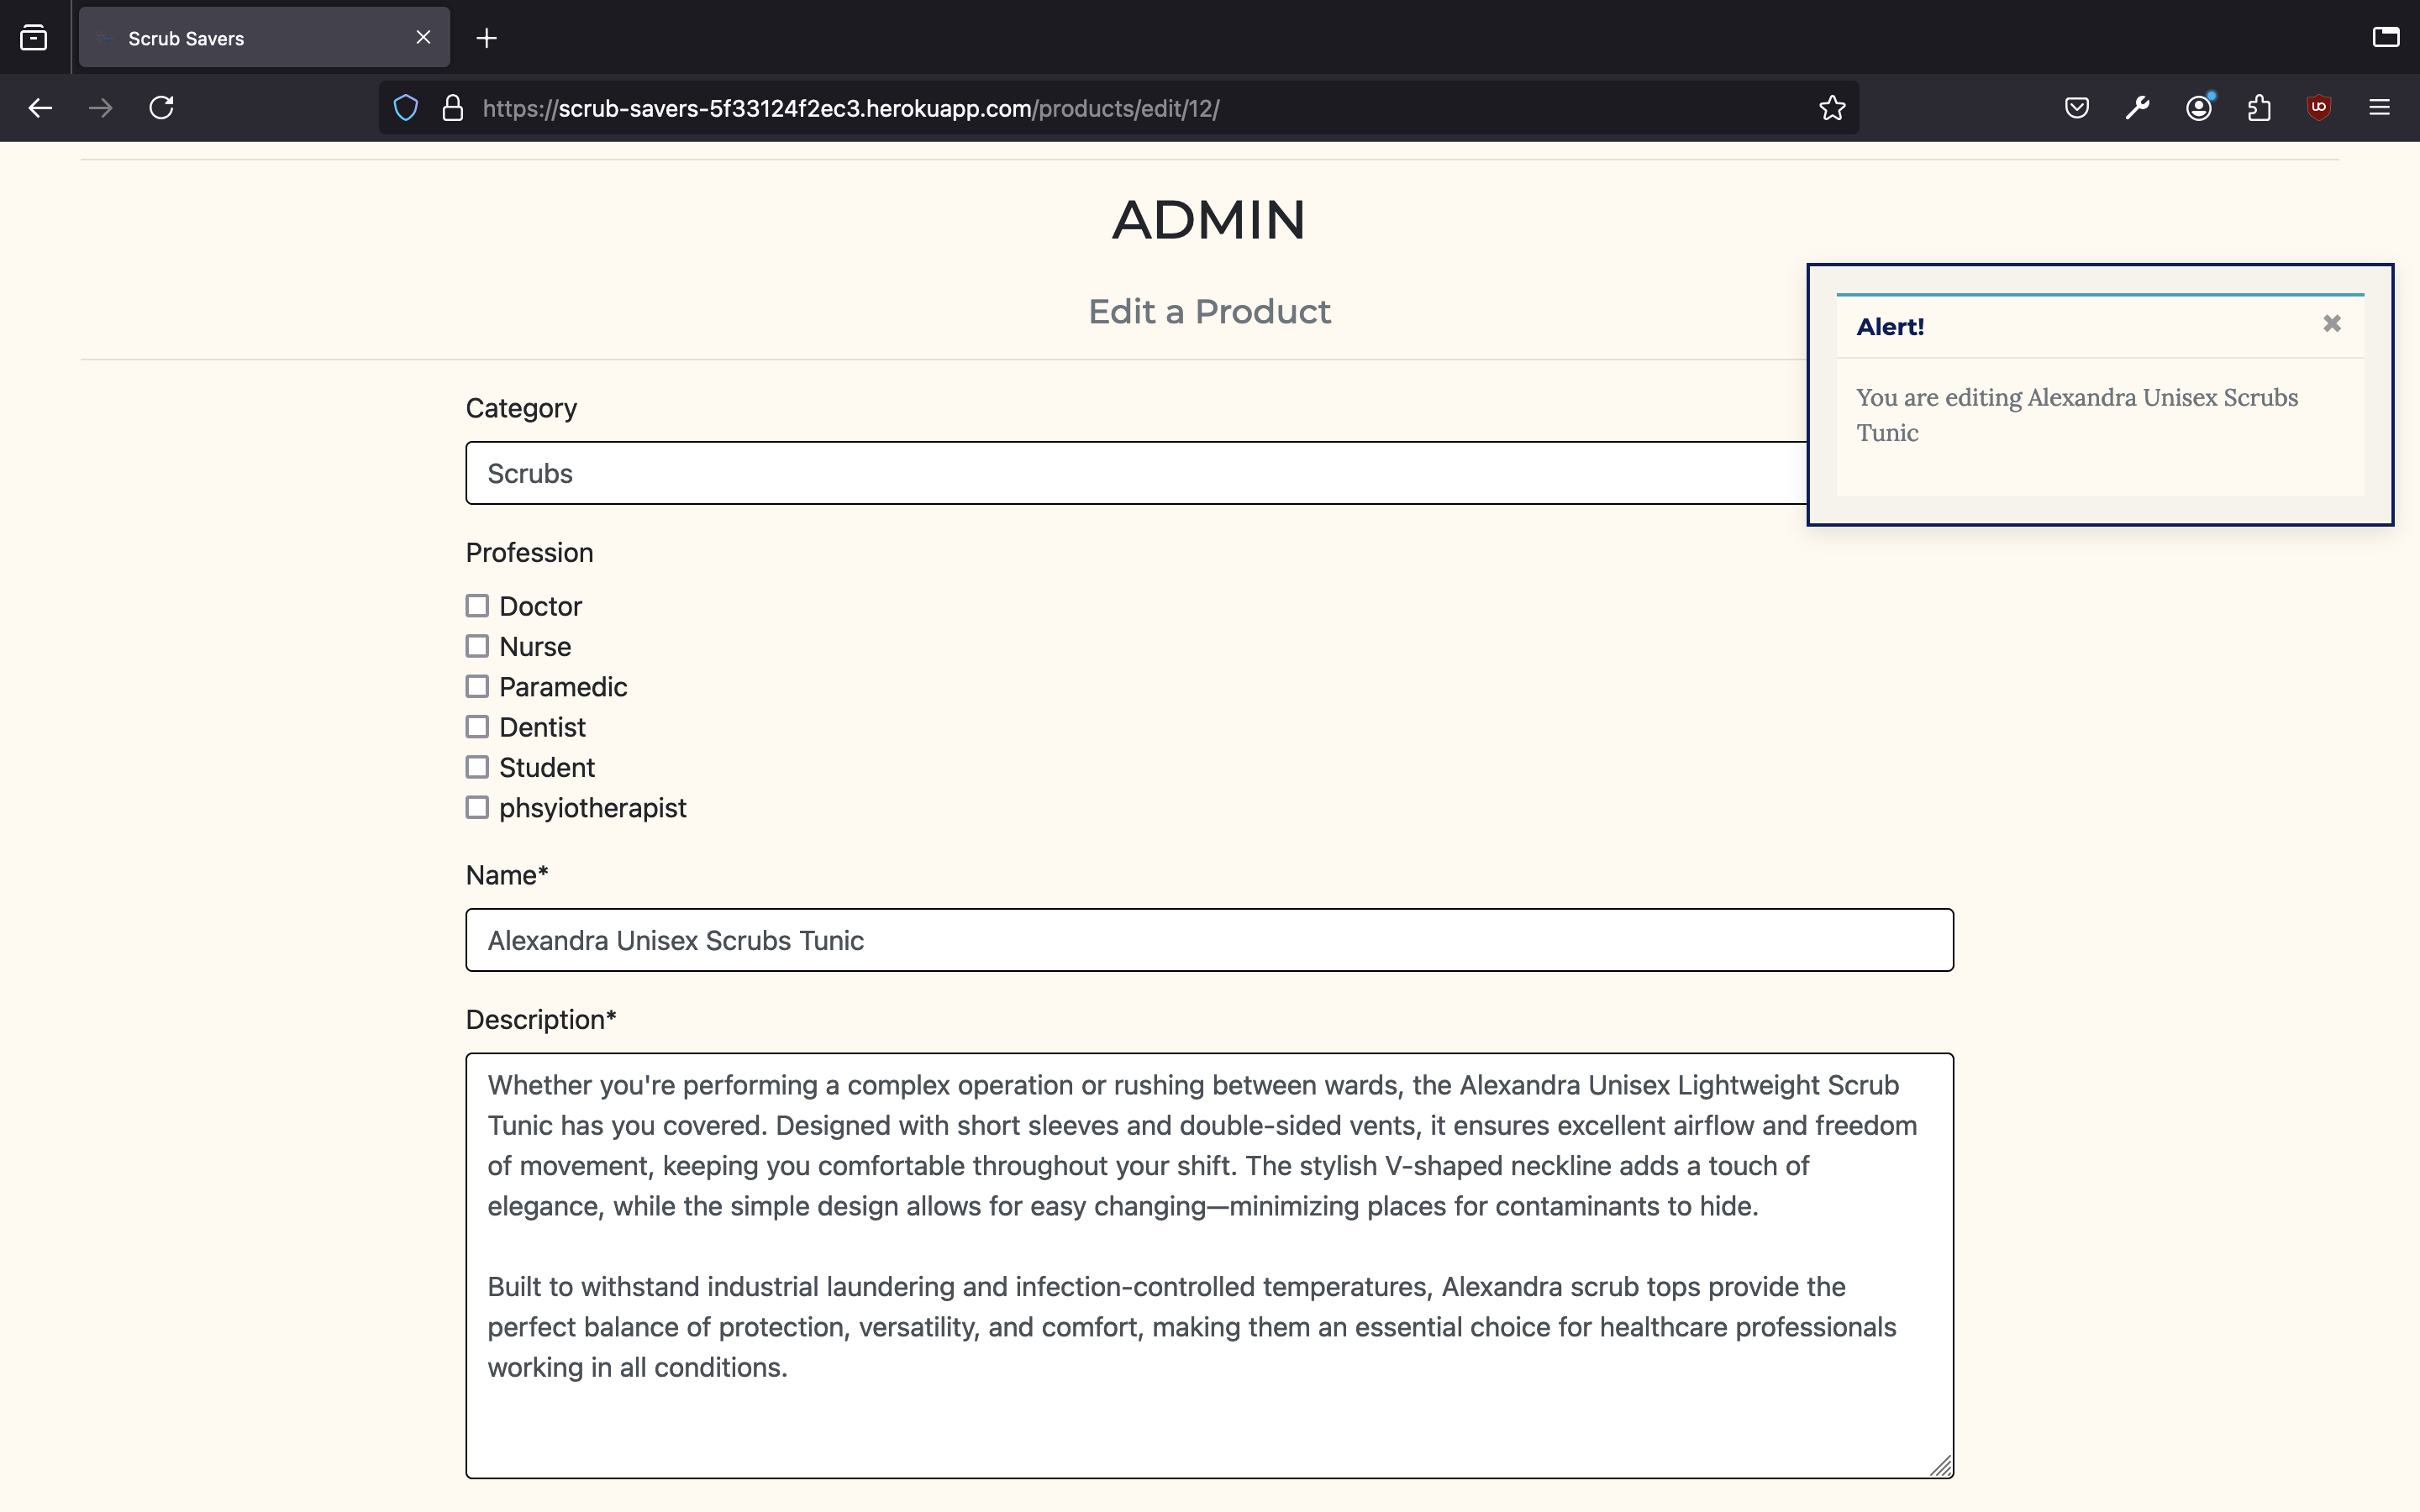 Scrub Savers
https://scrub-savers-5f33124f2ec3.herokuapp.com/products/edit/12/
ADMIN
Edit a Product
Alert!
You are editing Alexandra Unisex Scrubs
Tunic
Category
Scrubs
Profession
Doctor
Nurse
Paramedic
Dentist
Student
phsyiotherapist
Name*
Alexandra Unisex Scrubs Tunic
Description*
Whether you're performing a complex operation or rushing between wards, the Alexandra Unisex Lightweight Scrub
Tunic has you covered. Designed with short sleeves and double-sided vents, it ensures excellent airflow and freedom
of movement, keeping you comfortable throughout your shift. The stylish V-shaped neckline adds a touch of
elegance, while the simple design allows for easy changing—minimizing places for contaminants to hide.
Built to withstand industrial laundering and infection-controlled temperatures, Alexandra scrub tops provide the
perfect balance of protection, versatility, and comfort, making them an essential choice for healthcare professionals
working in all conditions.